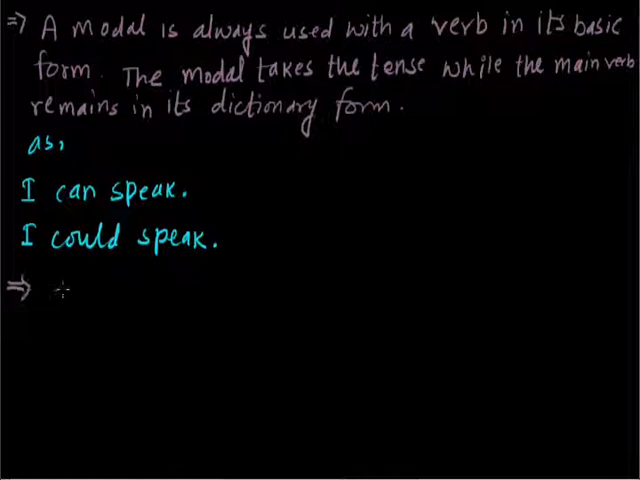 ⇒ A modal is always used with a verb in its basic
form. The modal takes the tense while the main verb
remains in its dictionary form.
as,
I can speak.
I could speak.
⇒